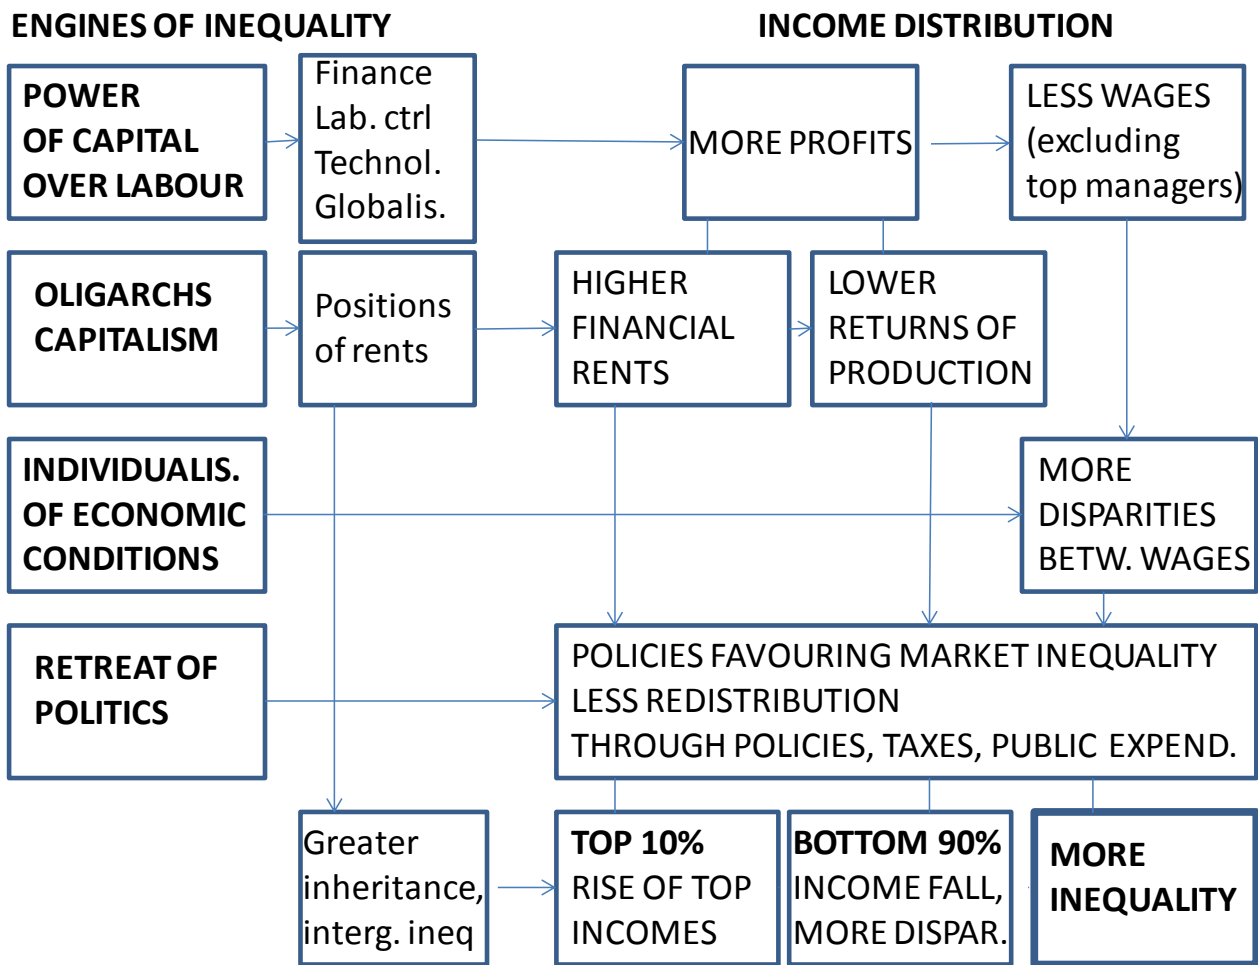 ENGINES OF INEQUALITY
INCOME DISTRIBUTION
POWER
OF CAPITAL
OVER LABOUR
Finance
Lab. ctrl
Technol.
Globalis.
MORE PROFITS
LESS WAGES
(excluding
top managers)
OLIGARCHS
CAPITALISM
Positions
of rents
HIGHER
FINANCIAL
RENTS
LOWER
RETURNS OF
PRODUCTION
INDIVIDUALIS.
OF ECONOMIC
CONDITIONS
MORE
DISPARITIES
BETW. WAGES
RETREAT OF
POLITICS
POLICIES FAVOURING MARKET INEQUALITY
LESS REDISTRIBUTION
THROUGH POLICIES, TAXES, PUBLIC EXPEND.
Greater
inheritance,
interg. ineq
TOP 10%
RISE OF TOP
INCOMES
BOTTOM 90%
INCOME FALL,
MORE DISPAR.
MORE
INEQUALITY